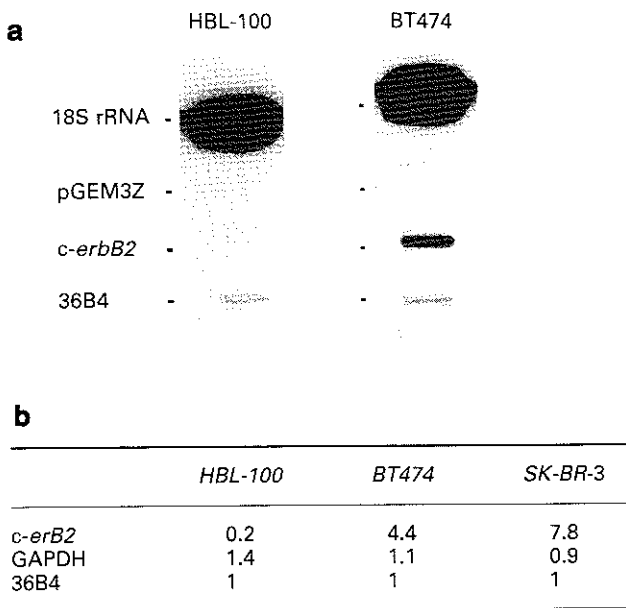 a
HBL-100 BT474
18S rRNA
pGEM3Z
c-erbB2
36B4
b
HBL-100 BT474 SK-BR-3
c-erB2 0.2 4.4 7.8
GAPDH 1.4 1.1 0.9
36B4 1 1 1